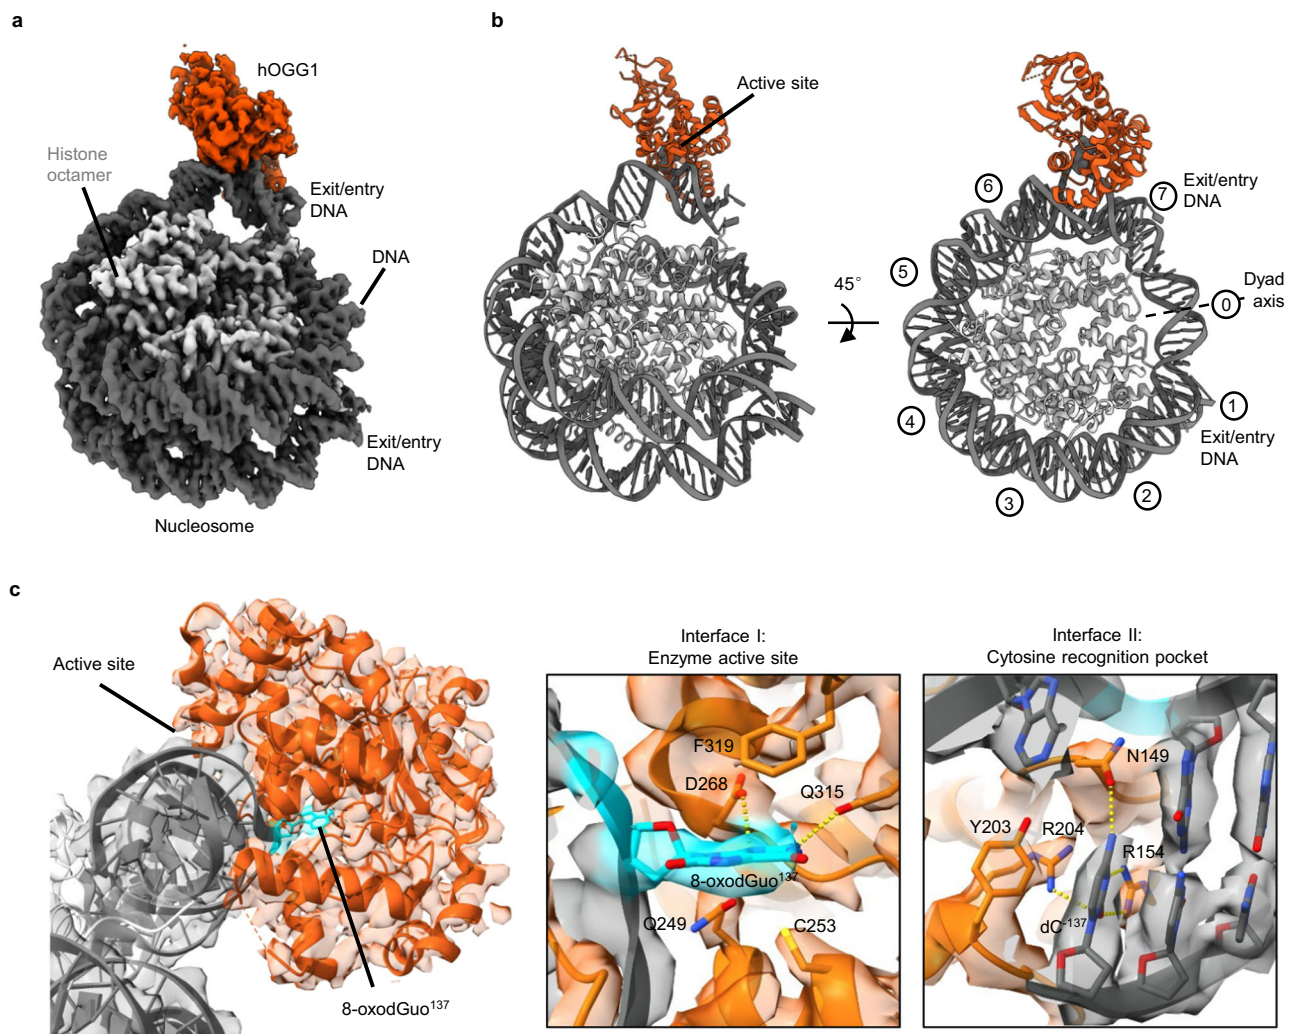 a
hOGG1
Histone
octamer
Exit/entry
DNA
DNA
Exit/entry
DNA
Nucleosome
b
Active site
45°
6
7
Exit/entry
DNA
5
Dyad
axis
0
4
1
Exit/entry
DNA
3
2
c
Active site
8-oxodGuo¹³⁷
Interface I:
Enzyme active site
F319
D268
Q315
8-oxodGuo¹³⁷
Q249
C253
Interface II:
Cytosine recognition pocket
N149
Y203
R204
R154
dC⁻¹³⁷